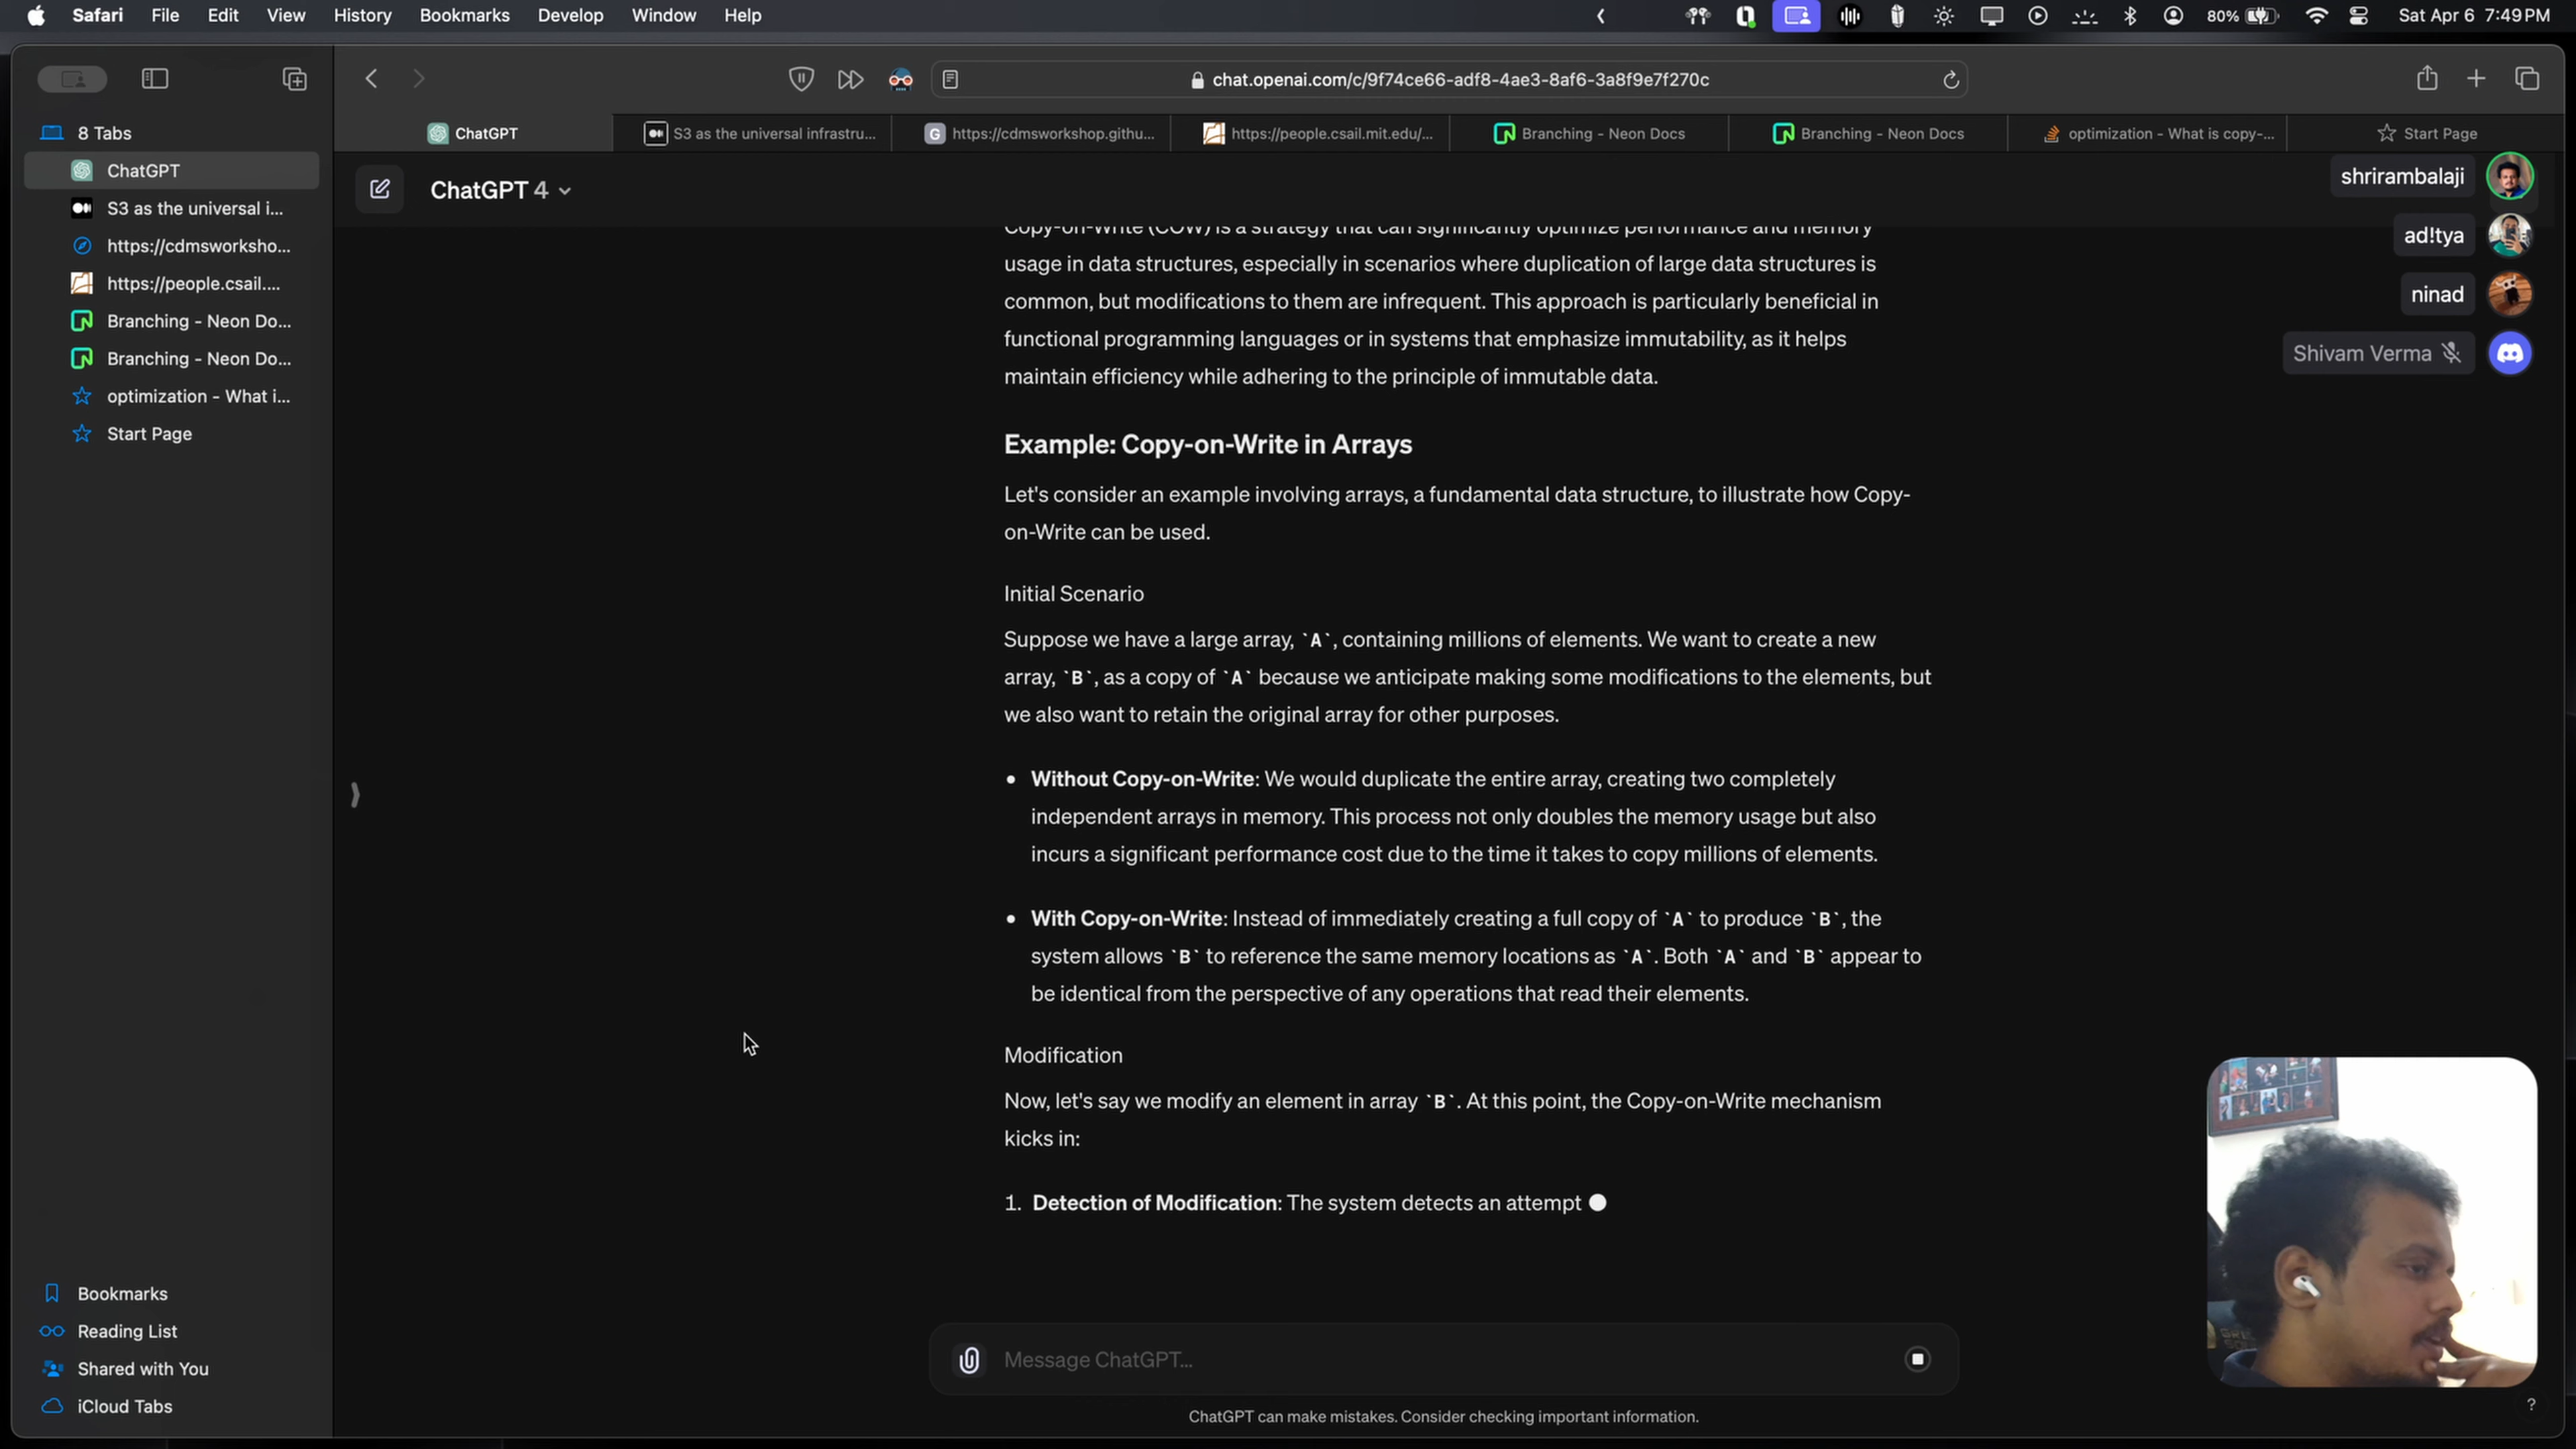 Safari File Edit View History Bookmarks Develop Window Help 80% Sat Apr 6 7:49 PM
chat.openai.com/c/9f74ce66-adf8-4ae3-8af6-3a8f9e7f270c
8 Tabs
ChatGPT
S3 as the universal i...
https://cdmsworksho...
https://people.csail....
Branching - Neon Do...
Branching - Neon Do...
optimization - What i...
Start Page
Bookmarks
Reading List
Shared with You
iCloud Tabs
ChatGPT S3 as the universal infrastru... G https://cdmsworkshop.githu... https://people.csail.mit.edu/... Branching - Neon Docs Branching - Neon Docs optimization - What is copy-... Start Page
ChatGPT 4
shrirambalaji
ad!tya
ninad
Shivam Verma
Copy-on-Write (COW) is a strategy that can significantly optimize performance and memory
usage in data structures, especially in scenarios where duplication of large data structures is
common, but modifications to them are infrequent. This approach is particularly beneficial in
functional programming languages or in systems that emphasize immutability, as it helps
maintain efficiency while adhering to the principle of immutable data.
Example: Copy-on-Write in Arrays
Let's consider an example involving arrays, a fundamental data structure, to illustrate how Copy-
on-Write can be used.
Initial Scenario
Suppose we have a large array, `A`, containing millions of elements. We want to create a new
array, `B`, as a copy of `A` because we anticipate making some modifications to the elements, but
we also want to retain the original array for other purposes.
• Without Copy-on-Write: We would duplicate the entire array, creating two completely
independent arrays in memory. This process not only doubles the memory usage but also
incurs a significant performance cost due to the time it takes to copy millions of elements.
• With Copy-on-Write: Instead of immediately creating a full copy of `A` to produce `B`, the
system allows `B` to reference the same memory locations as `A`. Both `A` and `B` appear to
be identical from the perspective of any operations that read their elements.
Modification
Now, let's say we modify an element in array `B`. At this point, the Copy-on-Write mechanism
kicks in:
1. Detection of Modification: The system detects an attempt
Message ChatGPT...
ChatGPT can make mistakes. Consider checking important information.
?